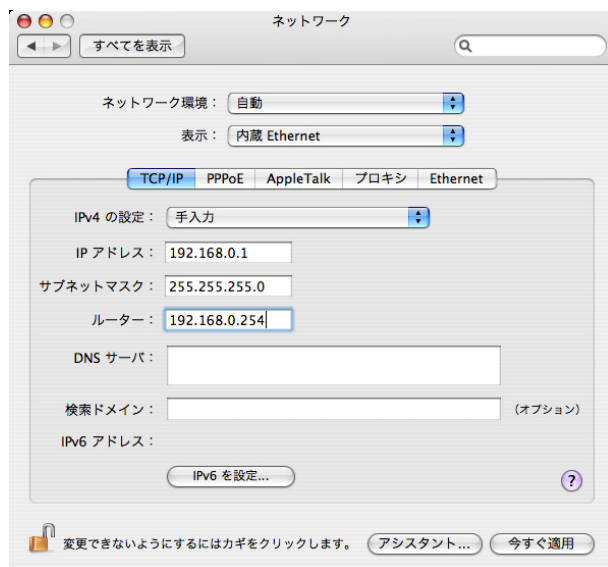 ネットワーク
すべてを表示
ネットワーク環境： 自動
表示： 内蔵 Ethernet
TCP/IP PPPoE AppleTalk プロキシ Ethernet
IPv4 の設定： 手入力
IP アドレス： 192.168.0.1
サブネットマスク： 255.255.255.0
ルーター： 192.168.0.254
DNS サーバ：
検索ドメイン： (オプション)
IPv6 アドレス：
IPv6 を設定... ?
変更できないようにするにはカギをクリックします。 アシスタント... 今すぐ適用